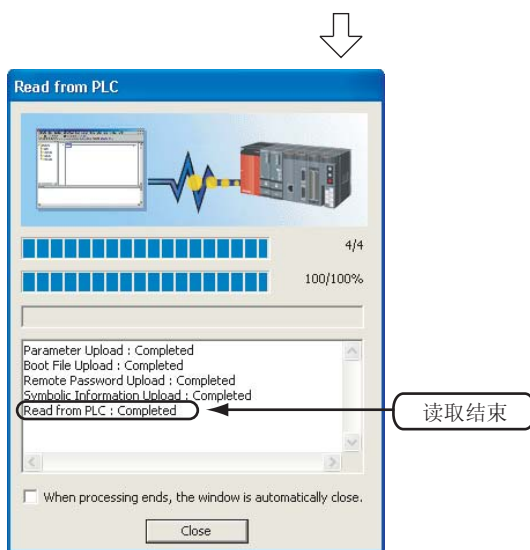 Read from PLC
4/4
100/100%
Parameter Upload : Completed
Boot File Upload : Completed
Remote Password Upload : Completed
Symbolic Information Upload : Completed
Read from PLC : Completed
读取结束
When processing ends, the window is automatically close.
Close